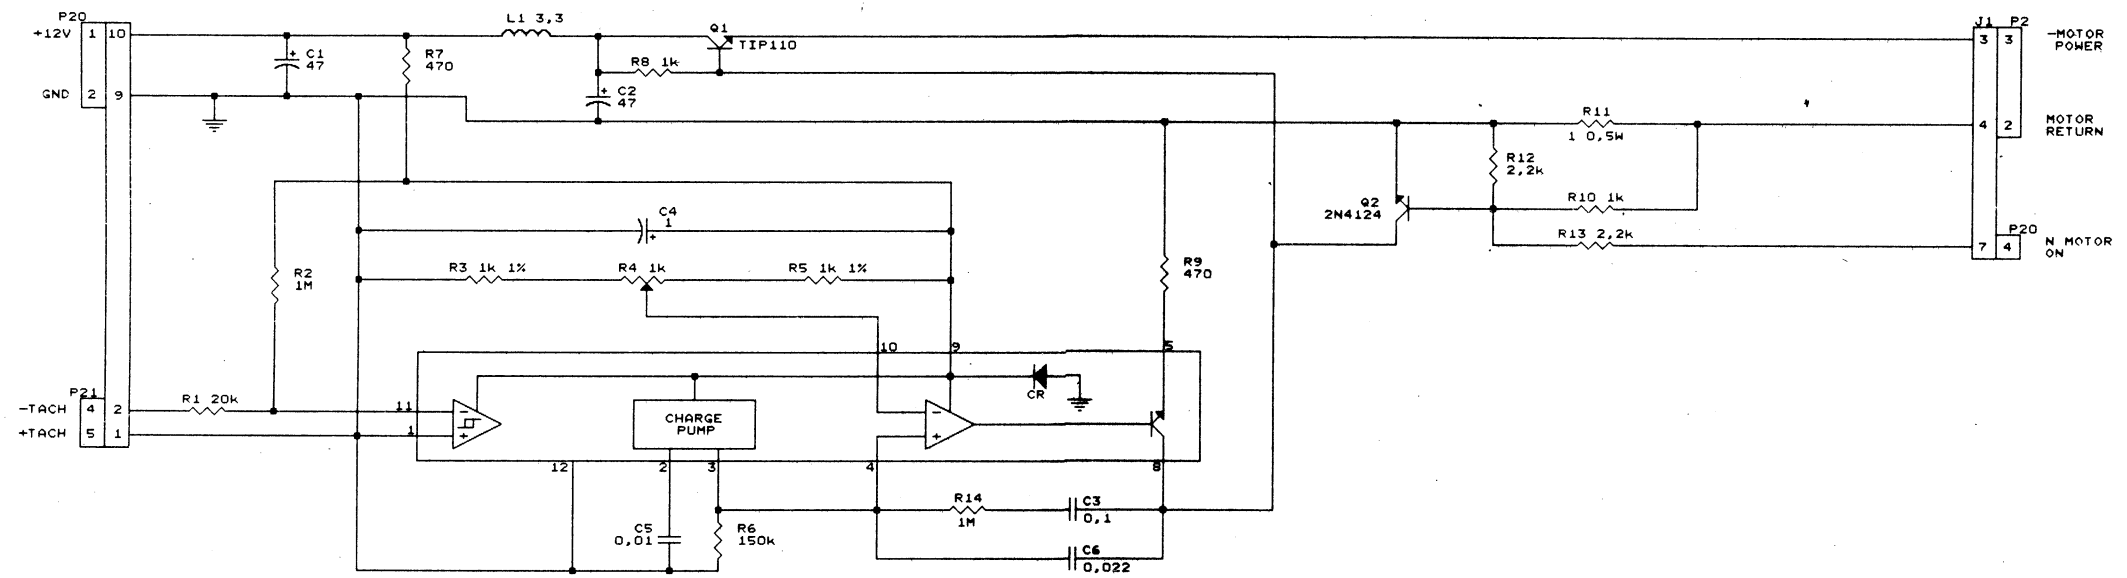 P20
+12V 1 10
GND 2 9
C1
47
R7
470
L1 3,3
R8 1k
C2
47
Q1
TIP110
J1 P2
3 3 -MOTOR
POWER
R11
1 0,5W
4 2 MOTOR
RETURN
R12
2,2k
Q2
2N4124
R10 1k
R13 2,2k
P20
7 4 N MOTOR
ON
C4
1
R2
1M
R3 1k 1%
R4 1k
R5 1k 1%
R9
470
10 9 5
CR
P21
-TACH 4 2
+TACH 5 1
R1 20k
11
1
-
+
CHARGE
PUMP
-
+
12 2 3 4 8
R14
1M
C3
0,1
C5
0,01
R6
150k
C6
0,022